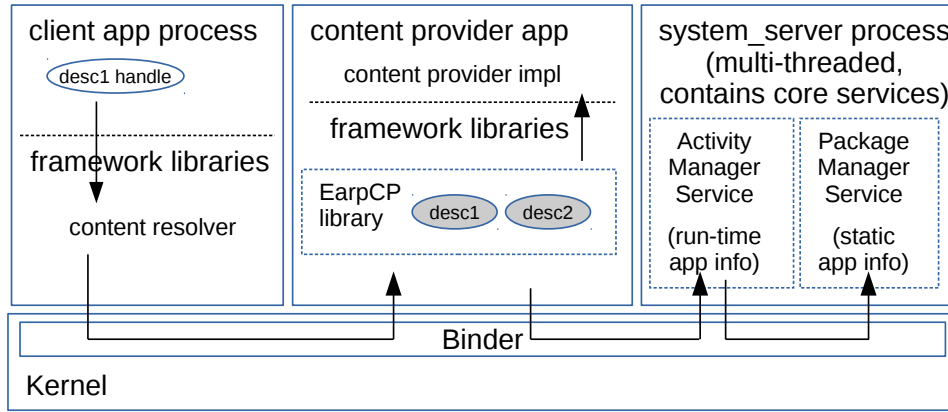 client app process
desc1 handle
framework libraries
content resolver
content provider app
content provider impl
framework libraries
EarpCP
library
desc1
desc2
system_server process
(multi-threaded,
contains core services)
Activity
Manager
Service
(run-time
app info)
Package
Manager
Service
(static
app info)
Binder
Kernel